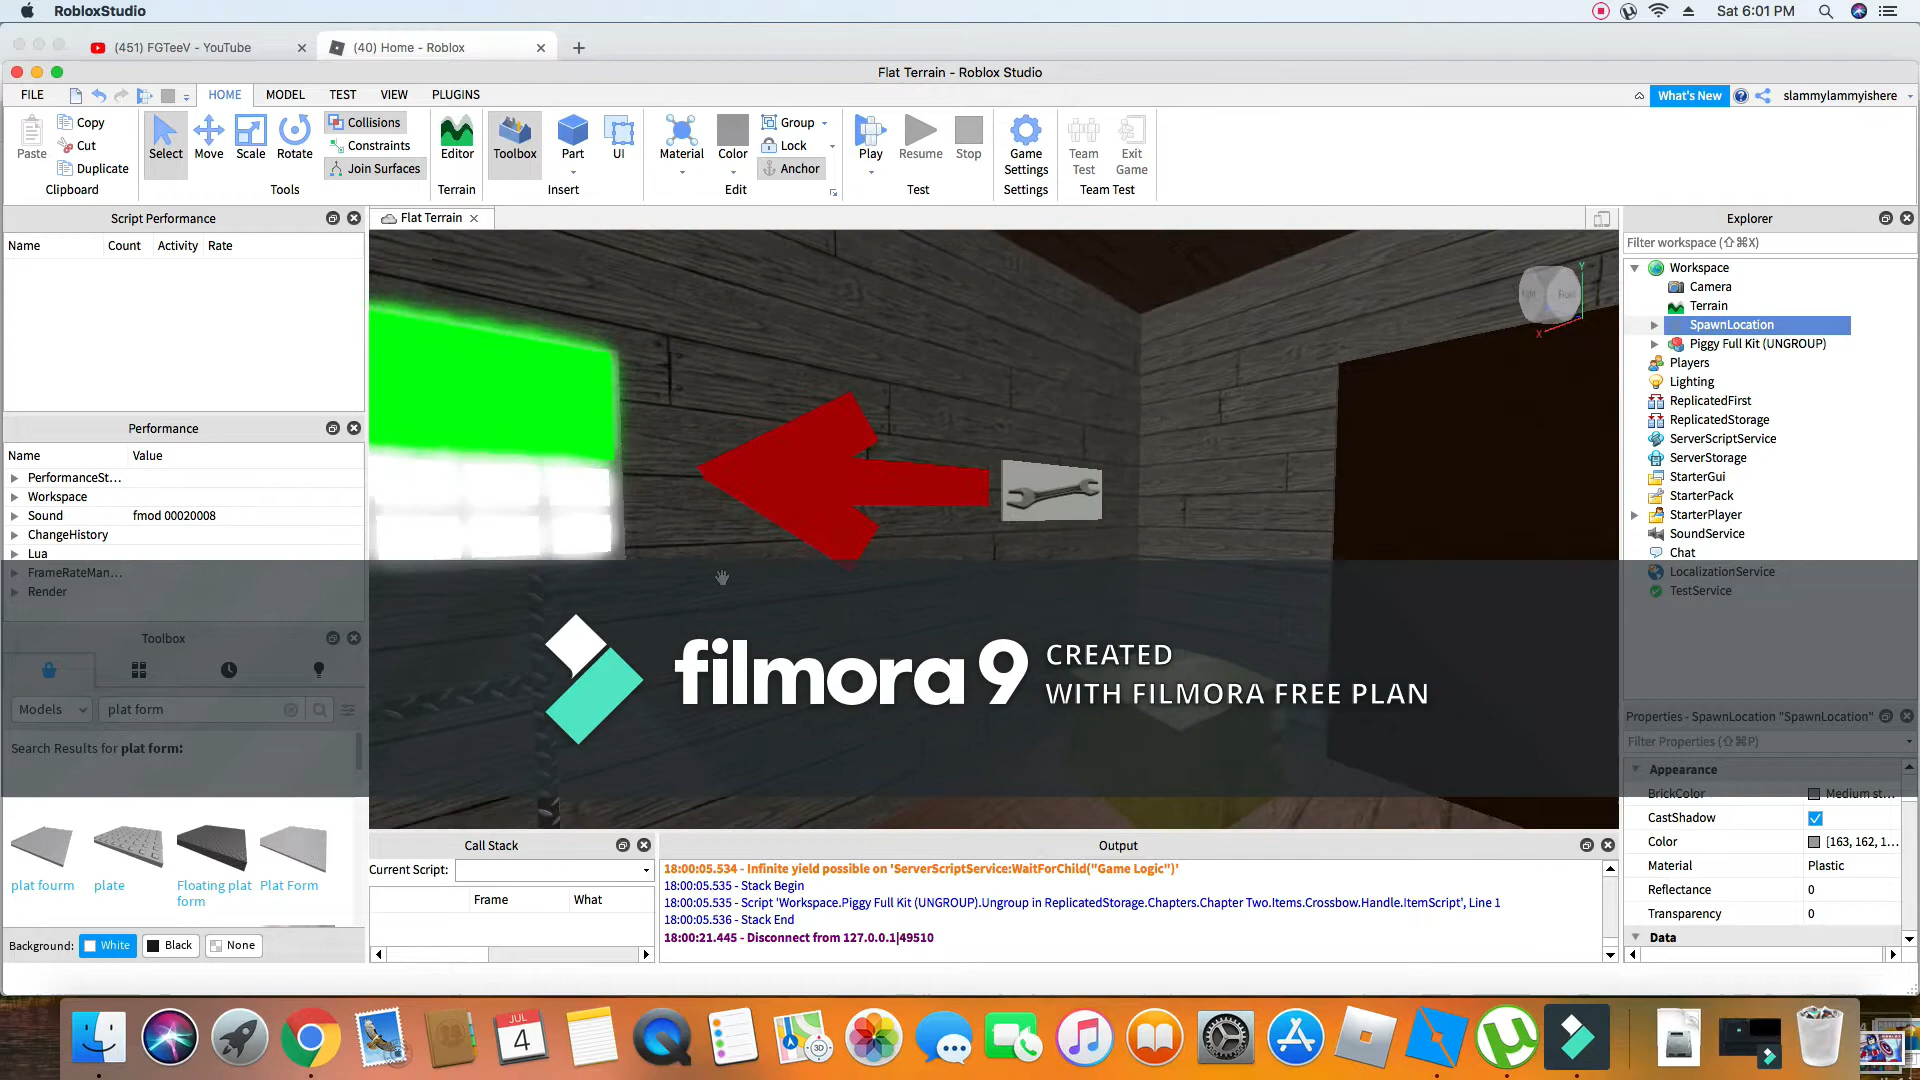 RobloxStudio
Sat 6:01 PM
(451) FGTeeV - YouTube
(40) Home - Roblox
Flat Terrain - Roblox Studio
FILE HOME MODEL TEST VIEW PLUGINS
What's New
slammylammyishere
Paste
Copy
Cut
Duplicate
Clipboard
Select
Move
Scale
Rotate
Tools
Collisions
Constraints
Join Surfaces
Editor
Terrain
Toolbox
Part
UI
Insert
Material
Color
Group
Lock
Anchor
Edit
Play
Resume
Stop
Test
Game
Settings
Settings
Team
Test
Exit
Game
Team Test
Script Performance
Name Count Activity Rate
Performance
Name Value
PerformanceSt...
Workspace
Sound fmod 00020008
ChangeHistory
Lua
FrameRateMan...
Render
Toolbox
Models
plat form
Search Results for plat form:
plat fourm
plate
Floating plat
form
Plat Form
Background: White Black None
Flat Terrain
Right
Front
Y
X
filmora 9
CREATED
WITH FILMORA FREE PLAN
Call Stack
Current Script:
Frame What
Output
18:00:05.534 - Infinite yield possible on 'ServerScriptService:WaitForChild("Game Logic")'
18:00:05.535 - Stack Begin
18:00:05.535 - Script 'Workspace.Piggy Full Kit (UNGROUP).Ungroup in ReplicatedStorage.Chapters.Chapter Two.Items.Crossbow.Handle.ItemScript', Line 1
18:00:05.536 - Stack End
18:00:21.445 - Disconnect from 127.0.0.1|49510
Explorer
Filter workspace (⇧⌘X)
Workspace
Camera
Terrain
SpawnLocation
Piggy Full Kit (UNGROUP)
Players
Lighting
ReplicatedFirst
ReplicatedStorage
ServerScriptService
ServerStorage
StarterGui
StarterPack
StarterPlayer
SoundService
Chat
LocalizationService
TestService
Properties - SpawnLocation "SpawnLocation"
Filter Properties (⇧⌘P)
Appearance
BrickColor Medium st...
CastShadow
Color [163, 162, 1...
Material Plastic
Reflectance 0
Transparency 0
Data
JUL
4
3D